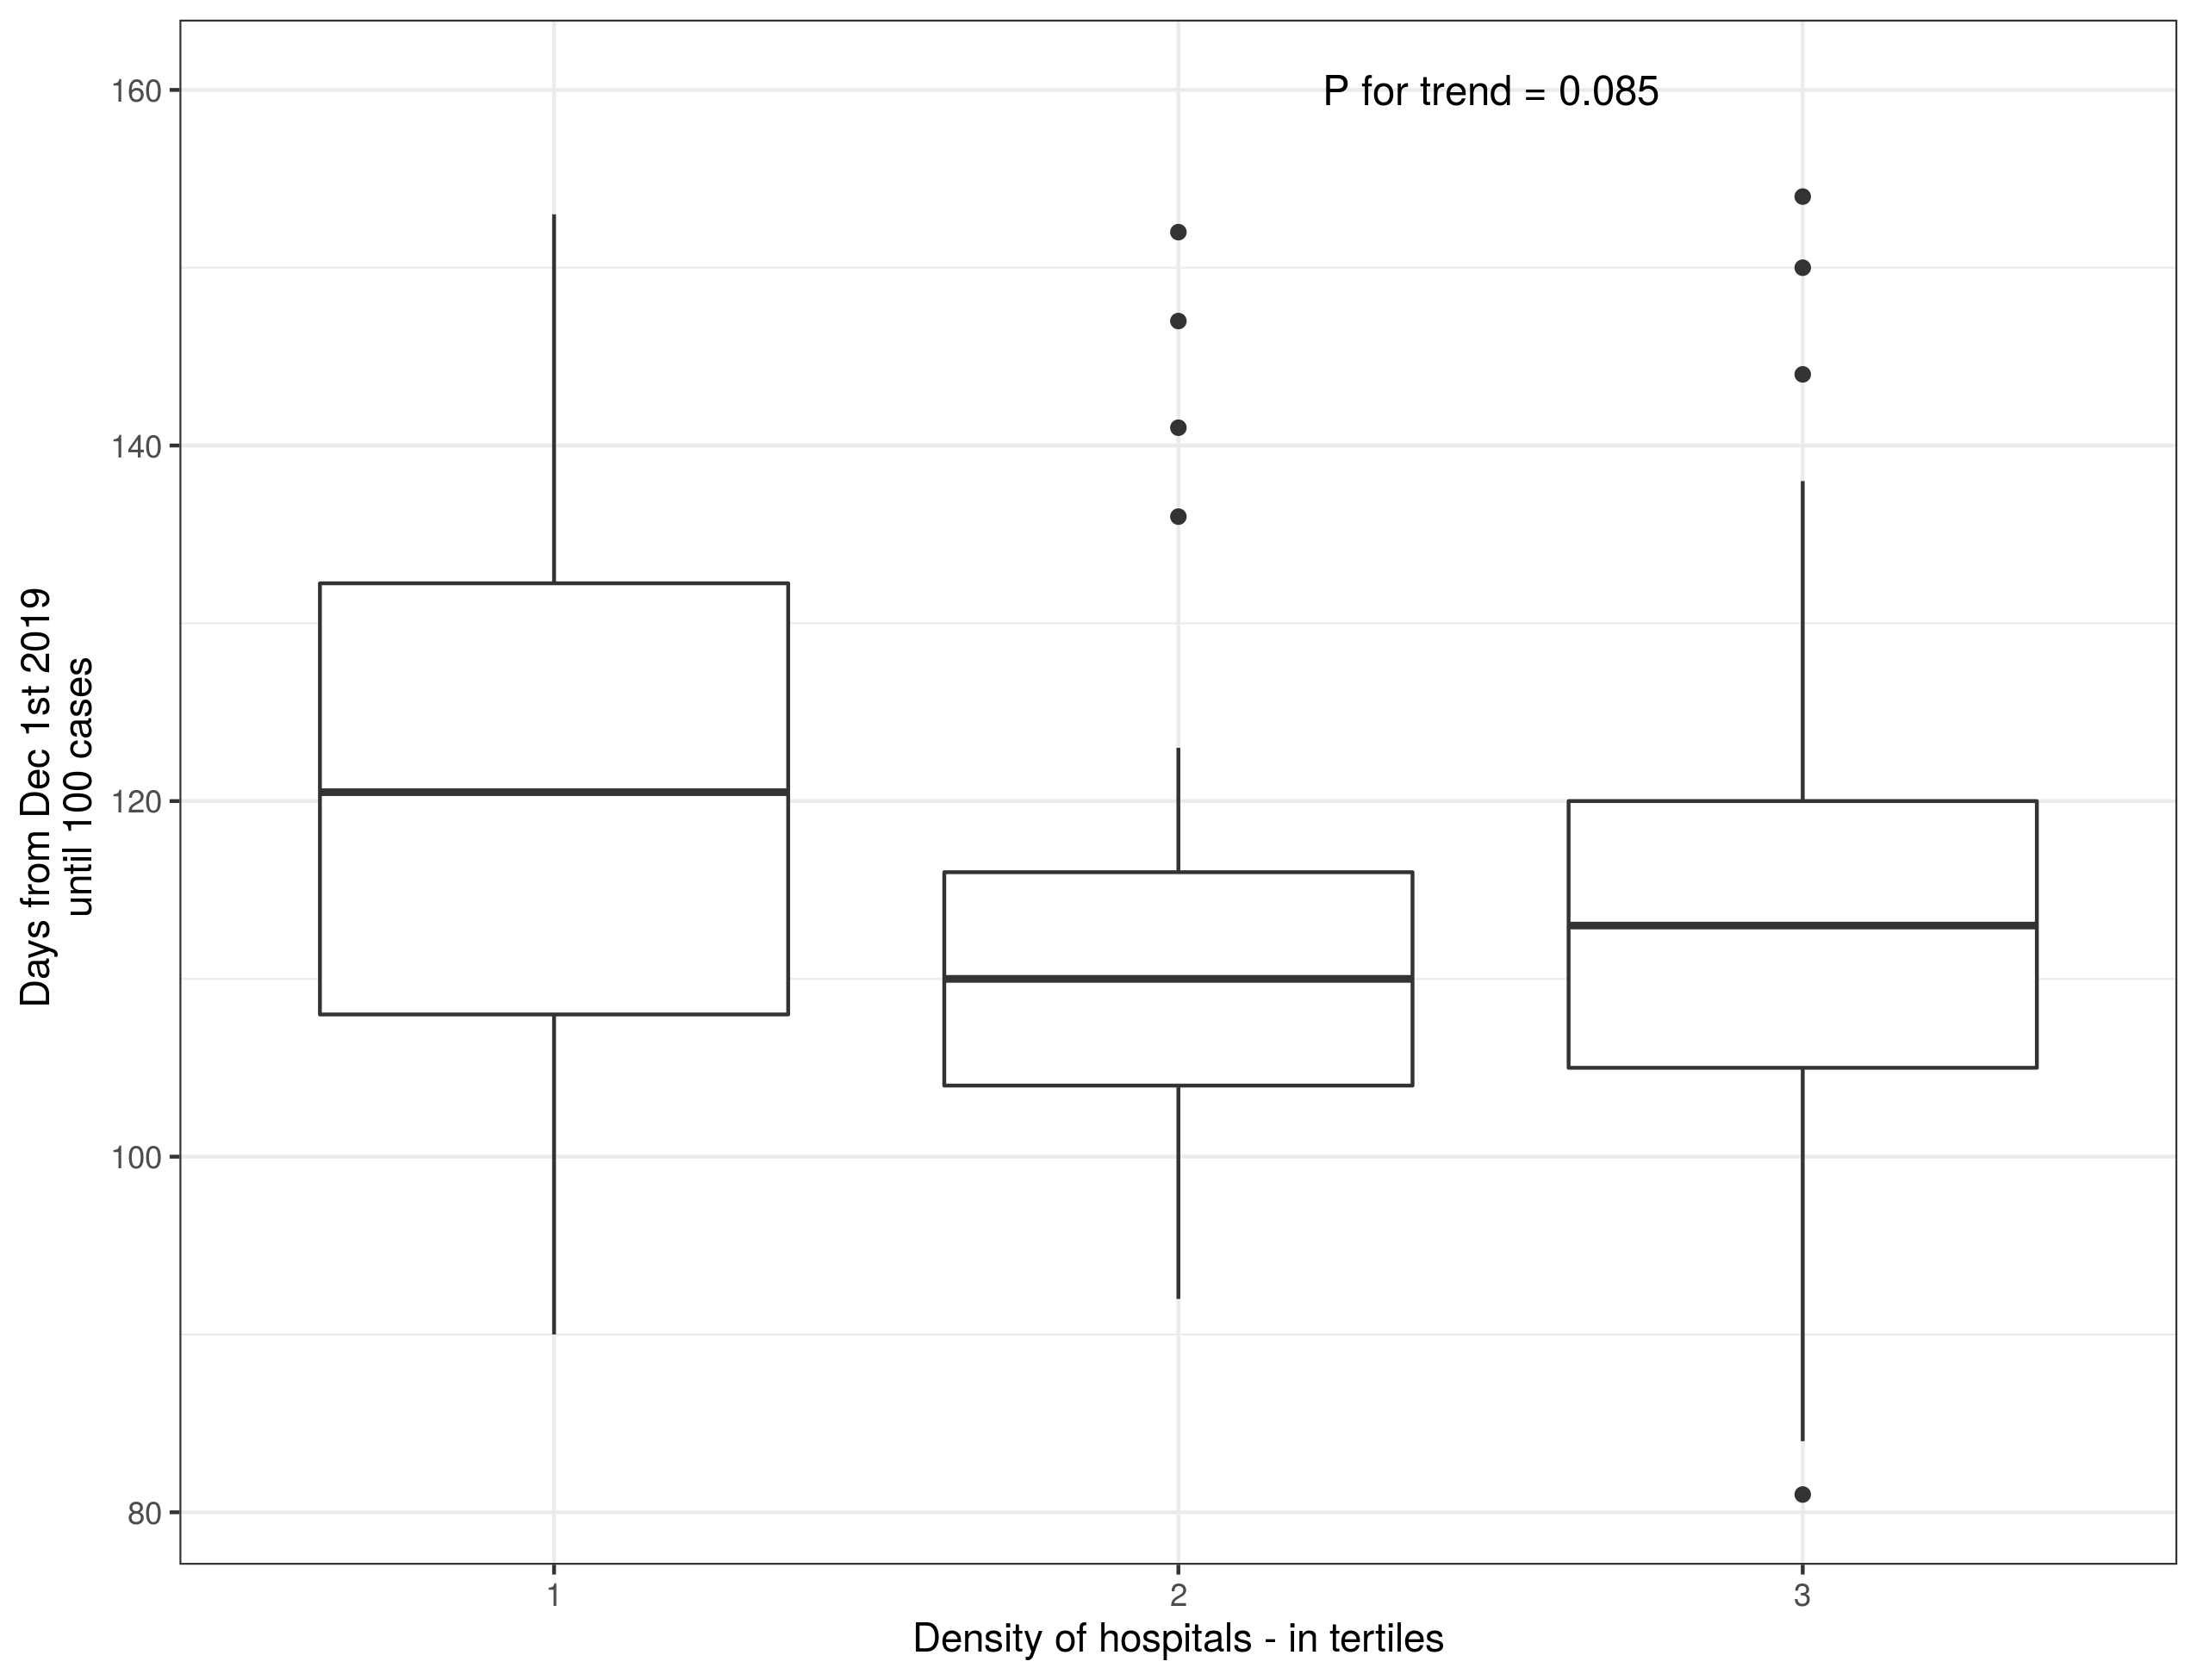 P for trend = 0.085
160
140
120
100
80
Days from Dec 1st 2019
until 100 cases
1
2
3
Density of hospitals - in tertiles